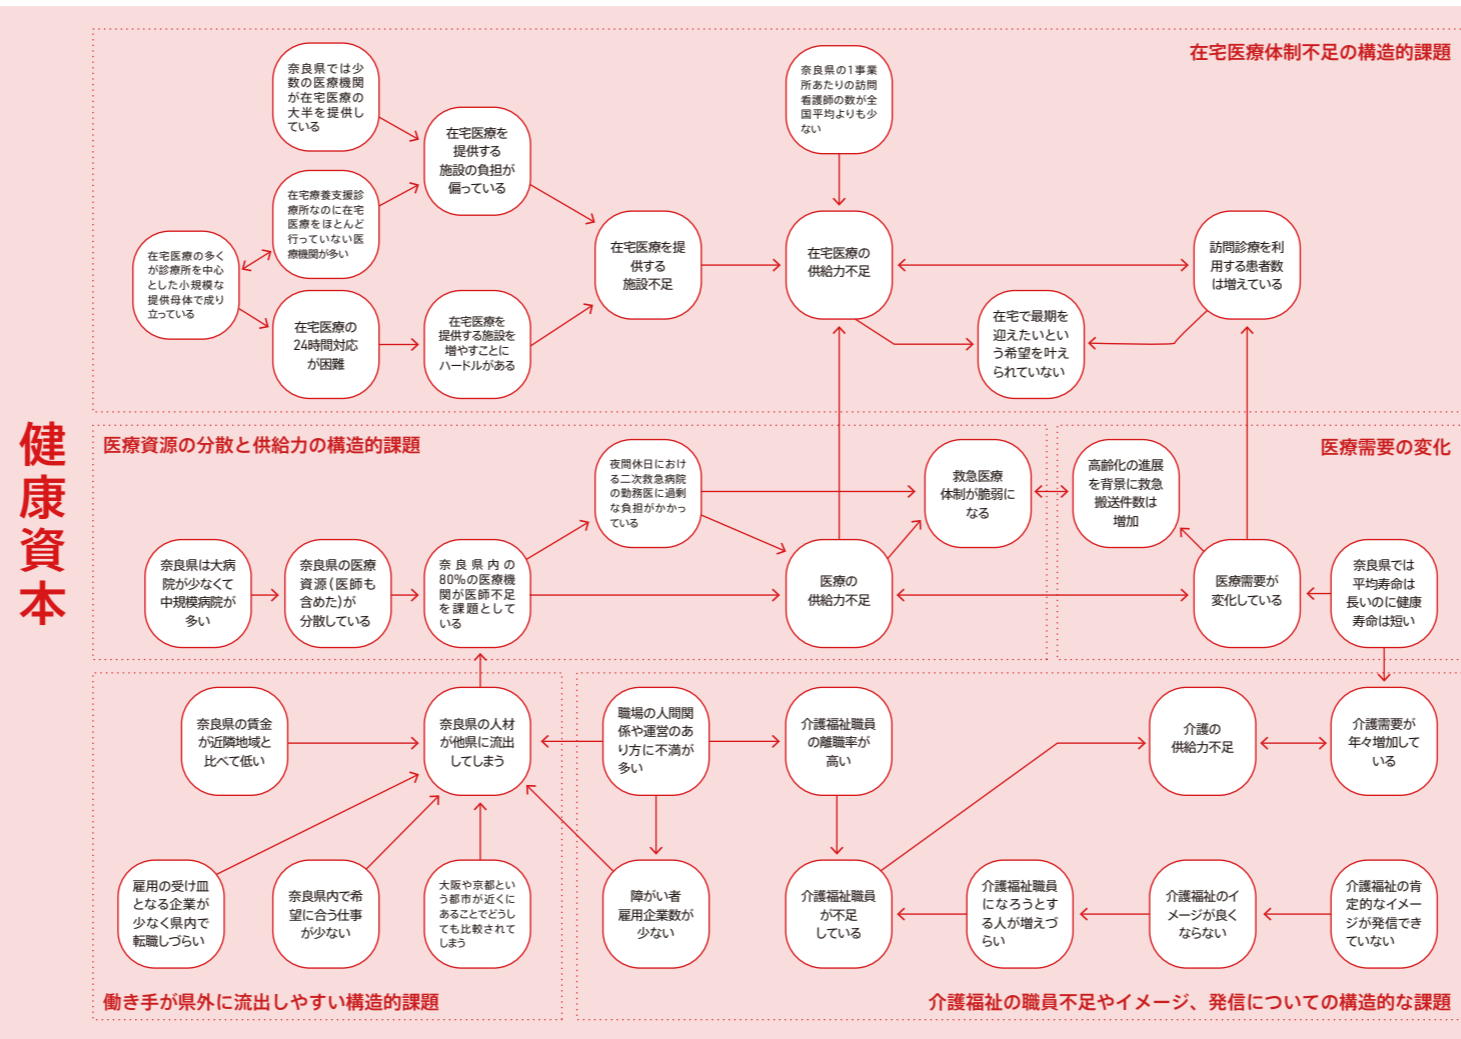 健康資本
在宅医療体制不足の構造的課題
奈良県では少
数の医療機関
が在宅医療の
大半を提供し
ている
在宅医療を
提供する
施設の負担が
偏っている
奈良県の1事業
所あたりの訪問
看護師の数が全
国平均よりも少
ない
在宅療養支援診
療所なのに在宅
医療をほとんど
行っていない医
療機関が多い
在宅医療の多く
が診療所を中心
とした小規模な
提供母体で成り
立っている
在宅医療を提
供する
施設不足
在宅医療の
供給力不足
訪問診療を利
用する患者数
は増えている
在宅医療の
24時間対応
が困難
在宅医療を
提供する施設を
増やすことに
ハードルがある
在宅で最期を
迎えたいとい
う希望を叶え
られていない
医療資源の分散と供給力の構造的課題
医療需要の変化
夜間休日におけ
る二次救急病院
の勤務医に過剰
な負担がかかっ
ている
救急医療
体制が脆弱に
なる
高齢化の進展
を背景に救急
搬送件数は
増加
奈良県は大病
院が少なくて
中規模病院が
多い
奈良県の医療
資源(医師も
含めた)が
分散している
奈良県内の
80%の医療機
関が医師不足
を課題として
いる
医療の
供給力不足
医療需要が
変化している
奈良県では
平均寿命は
長いのに健康
寿命は短い
奈良県の賃金
が近隣地域と
比べて低い
奈良県の人材
が他県に流出
してしまう
職場の人間関
係や運営のあ
り方に不満が
多い
介護福祉職員
の離職率が
高い
介護の
供給力不足
介護需要が
年々増加して
いる
雇用の受け皿
となる企業が
少なく県内で
転職しづらい
奈良県内で希
望に合う仕事
が少ない
大阪や京都とい
う都市が近くに
あることでどうし
ても比較されて
しまう
障がい者
雇用企業数が
少ない
介護福祉職員
が不足
している
介護福祉職員
になろうとす
る人が増えづ
らい
介護福祉のイ
メージが良く
ならない
介護福祉の肯
定的なイメー
ジが発信でき
ていない
働き手が県外に流出しやすい構造的課題
介護福祉の職員不足やイメージ、発信についての構造的な課題